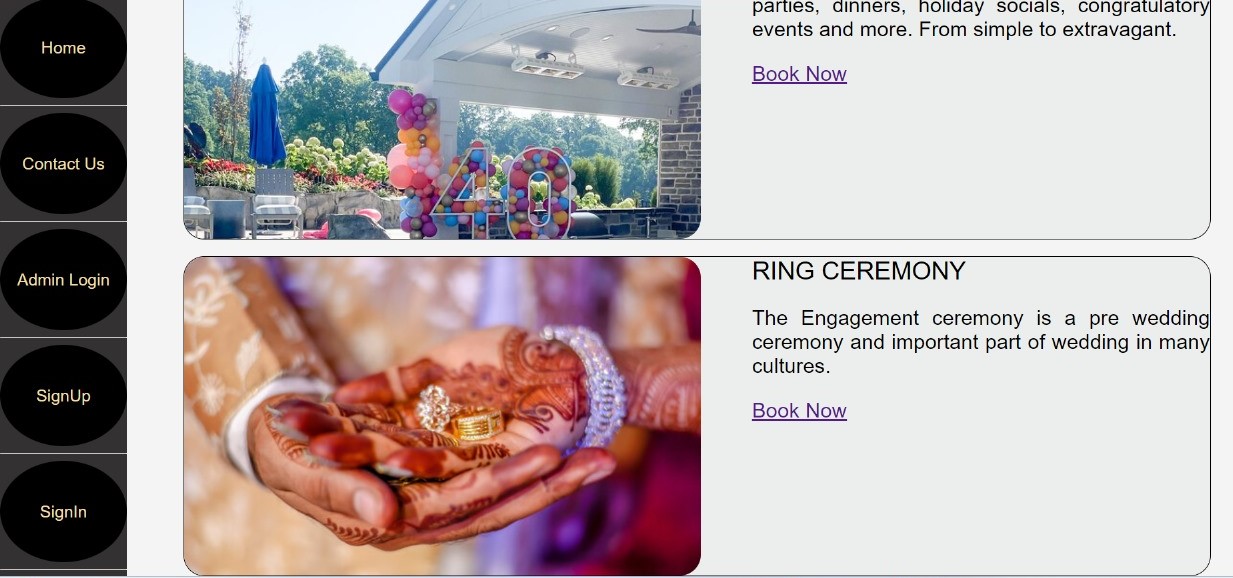 Home
Contact Us
Admin Login
SignUp
SignIn
parties, dinners, holiday socials, congratulatory
events and more. From simple to extravagant.
Book Now
40
RING CEREMONY
The Engagement ceremony is a pre wedding
ceremony and important part of wedding in many
cultures.
Book Now